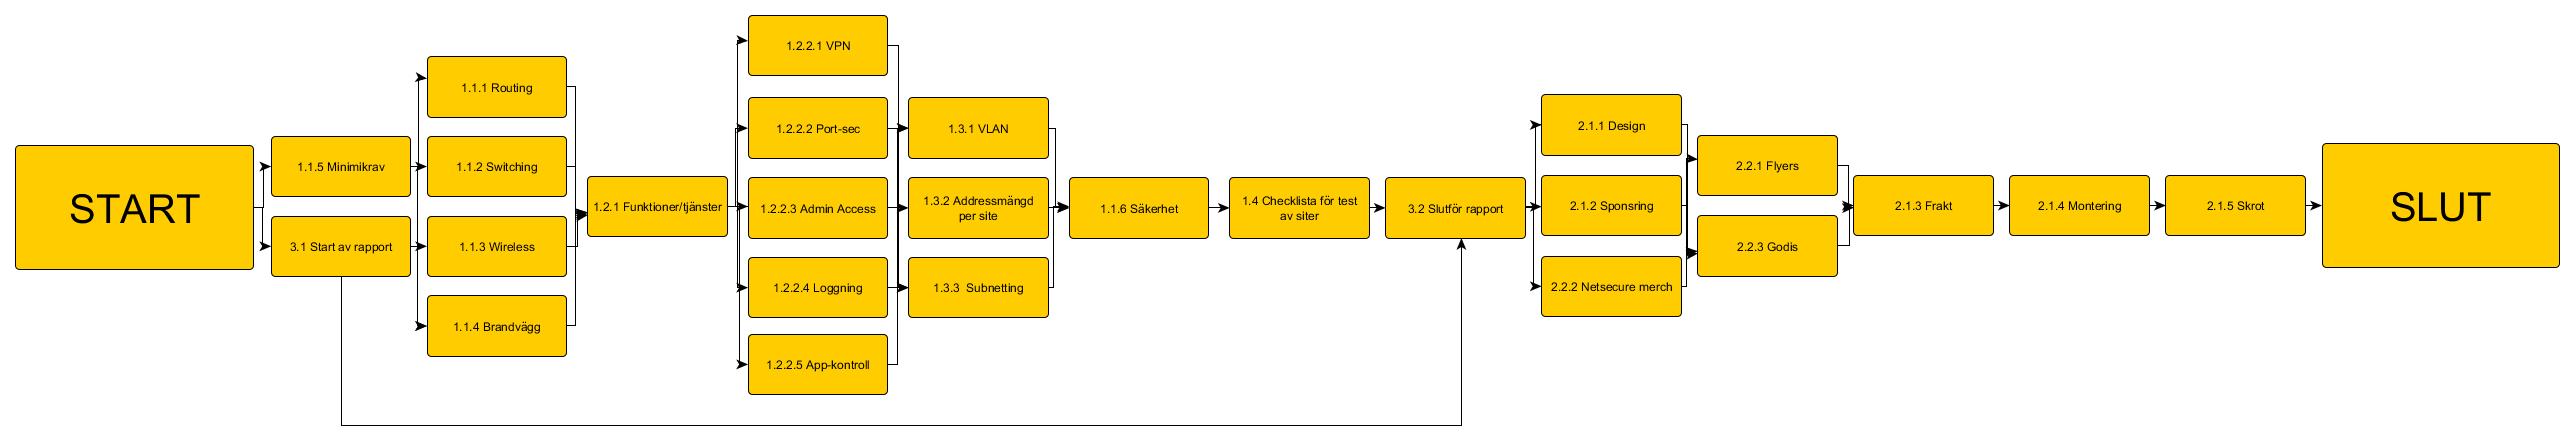 START
1.1.5 Minimikrav
3.1 Start av rapport
1.1.1 Routing
1.1.2 Switching
1.1.3 Wireless
1.1.4 Brandvägg
1.2.1 Funktioner/tjänster
1.2.2.1 VPN
1.2.2.2 Port-sec
1.2.2.3 Admin Access
1.2.2.4 Loggning
1.2.2.5 App-kontroll
1.3.1 VLAN
1.3.2 Addressmängd
per site
1.3.3 Subnetting
1.1.6 Säkerhet
1.4 Checklista för test
av siter
3.2 Slutför rapport
2.1.1 Design
2.1.2 Sponsring
2.2.2 Netsecure merch
2.2.1 Flyers
2.2.3 Godis
2.1.3 Frakt
2.1.4 Montering
2.1.5 Skrot
SLUT